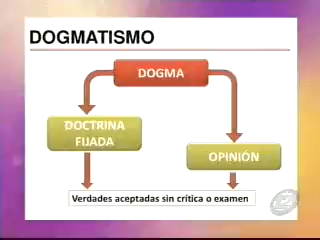 DOGMATISMO
DOGMA
DOCTRINA
FIJADA
OPINIÓN
Verdades aceptadas sin crítica o examen